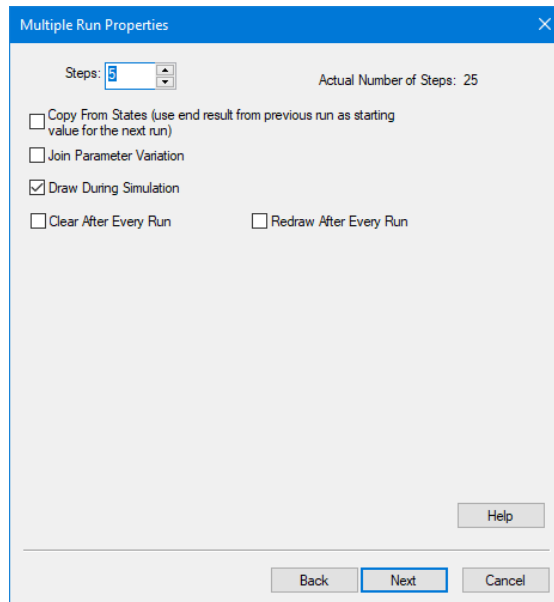 Multiple Run Properties
Steps: 5
Actual Number of Steps: 25
Copy From States (use end result from previous run as starting
value for the next run)
Join Parameter Variation
Draw During Simulation
Clear After Every Run
Redraw After Every Run
Help
Back
Next
Cancel